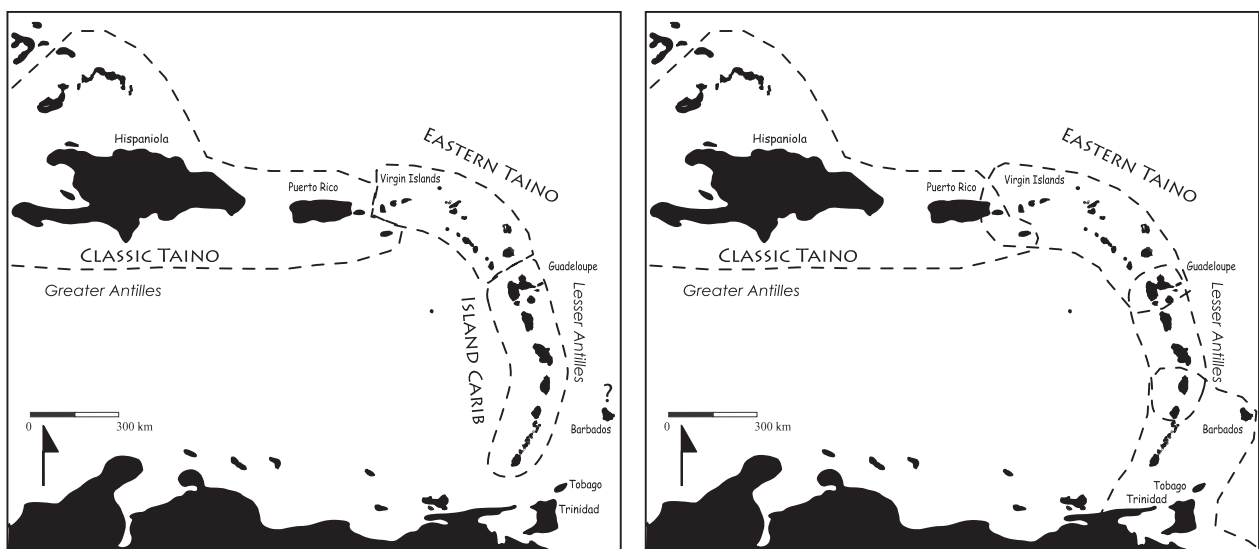 EASTERN TAINO
Hispaniola
Virgin Islands
Puerto Rico
CLASSIC TAINO
Guadeloupe
Greater Antilles
Lesser Antilles
ISLAND CARIB
?
0 300 km
Barbados
Tobago
Trinidad
EASTERN TAINO
Hispaniola
Virgin Islands
Puerto Rico
CLASSIC TAINO
Guadeloupe
Greater Antilles
Lesser Antilles
0 300 km
Barbados
Tobago
Trinidad